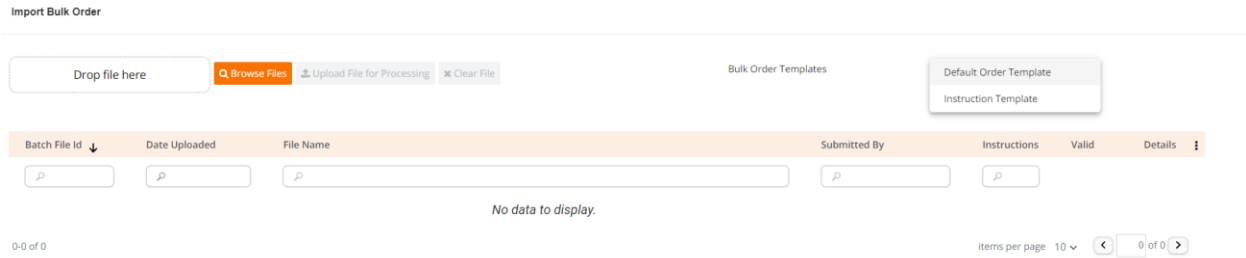 Import Bulk Order
Drop file here Browse Files Upload File for Processing Clear File Bulk Order Templates Default Order Template
Instruction Template
Batch File Id Date Uploaded File Name Submitted By Instructions Valid Details
No data to display.
0-0 of 0 items per page 10 0 of 0